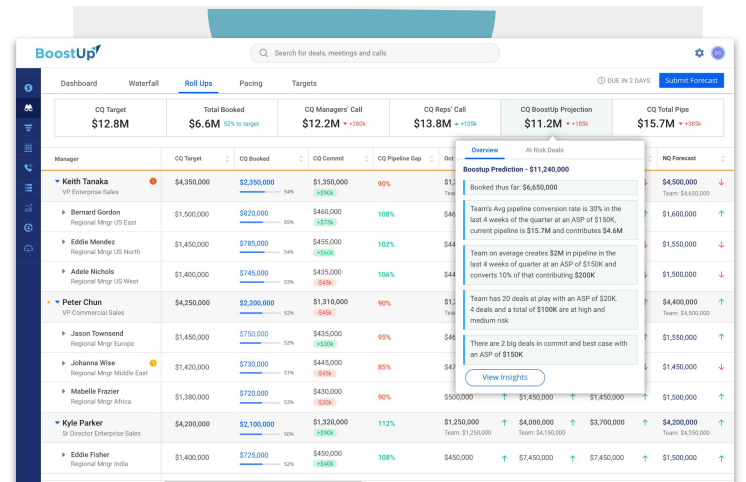 BoostUp
Search for deals, meetings and calls
DG
Dashboard
Waterfall
Roll Ups
Pacing
Targets
DUE IN 2 DAYS
Submit Forecast
CQ Target
$12.8M
Total Booked
$6.6M 52% to target
CQ Managers' Call
$12.2M +280k
CQ Reps' Call
$13.8M +105k
CQ BoostUp Projection
$11.2M +185k
CQ Total Pipe
$15.7M +385k
Manager
CQ Target
CQ Booked
CQ Commit
CQ Pipeline Gap
Oct
NQ Forecast
Keith Tanaka
VP Enterprise Sales
$4,350,000
$2,350,000
54%
$1,350,000
+$90k
90%
$4,500,000
Team: $4,650,000
Bernard Gordon
Regional Mngr US East
$1,500,000
$820,000
55%
$460,000
+$75k
108%
$46
$1,600,000
Eddie Mendez
Regional Mngr US North
$1,450,000
$785,000
54%
$455,000
+$60k
102%
$44
$1,550,000
Adele Nichols
Regional Mngr US West
$1,400,000
$745,000
53%
$435,000
-$45k
106%
$44
$1,500,000
Peter Chun
VP Commercial Sales
$4,250,000
$2,200,000
52%
$1,310,000
-$45k
90%
$4,400,000
Team: $4,500,000
Jason Townsend
Regional Mngr Europe
$1,450,000
$750,000
52%
$435,000
+$30k
95%
$46
$1,550,000
Johanna Wise
Regional Mngr Middle East
$1,420,000
$730,000
51%
$445,000
-$45k
85%
$47
$1,450,000
Mabelle Frazier
Regional Mngr Africa
$1,380,000
$720,000
52%
$430,000
-$30k
90%
$500,000
$1,450,000
$1,450,000
$1,500,000
Kyle Parker
Sr Director Enterprise Sales
$4,200,000
$2,100,000
50%
$1,320,000
+$90k
112%
$1,250,000
Team: $1,250,000
$4,000,000
Team: $4,150,000
$3,700,000
$4,200,000
Team: $4,350,000
Eddie Fisher
Regional Mngr India
$1,400,000
$725,000
52%
$450,000
+$40k
108%
$450,000
$7,450,000
$7,450,000
$1,500,000
Overview
At Risk Deals
Boostup Prediction - $11,240,000
Booked thus far: $6,650,000
Team's Avg pipeline conversion rate is 30% in the
last 4 weeks of the quarter at an ASP of $150K,
current pipeline is $15.7M and contributes $4.6M
Team on average creates $2M in pipeline in the
last 4 weeks of quarter at an ASP of $150K and
converts 10% of that contributing $200K
Team has 20 deals at play with an ASP of $20K.
4 deals and a total of $100K are at high and
medium risk
There are 2 big deals in commit and best case with
an ASP of $150K
View Insights